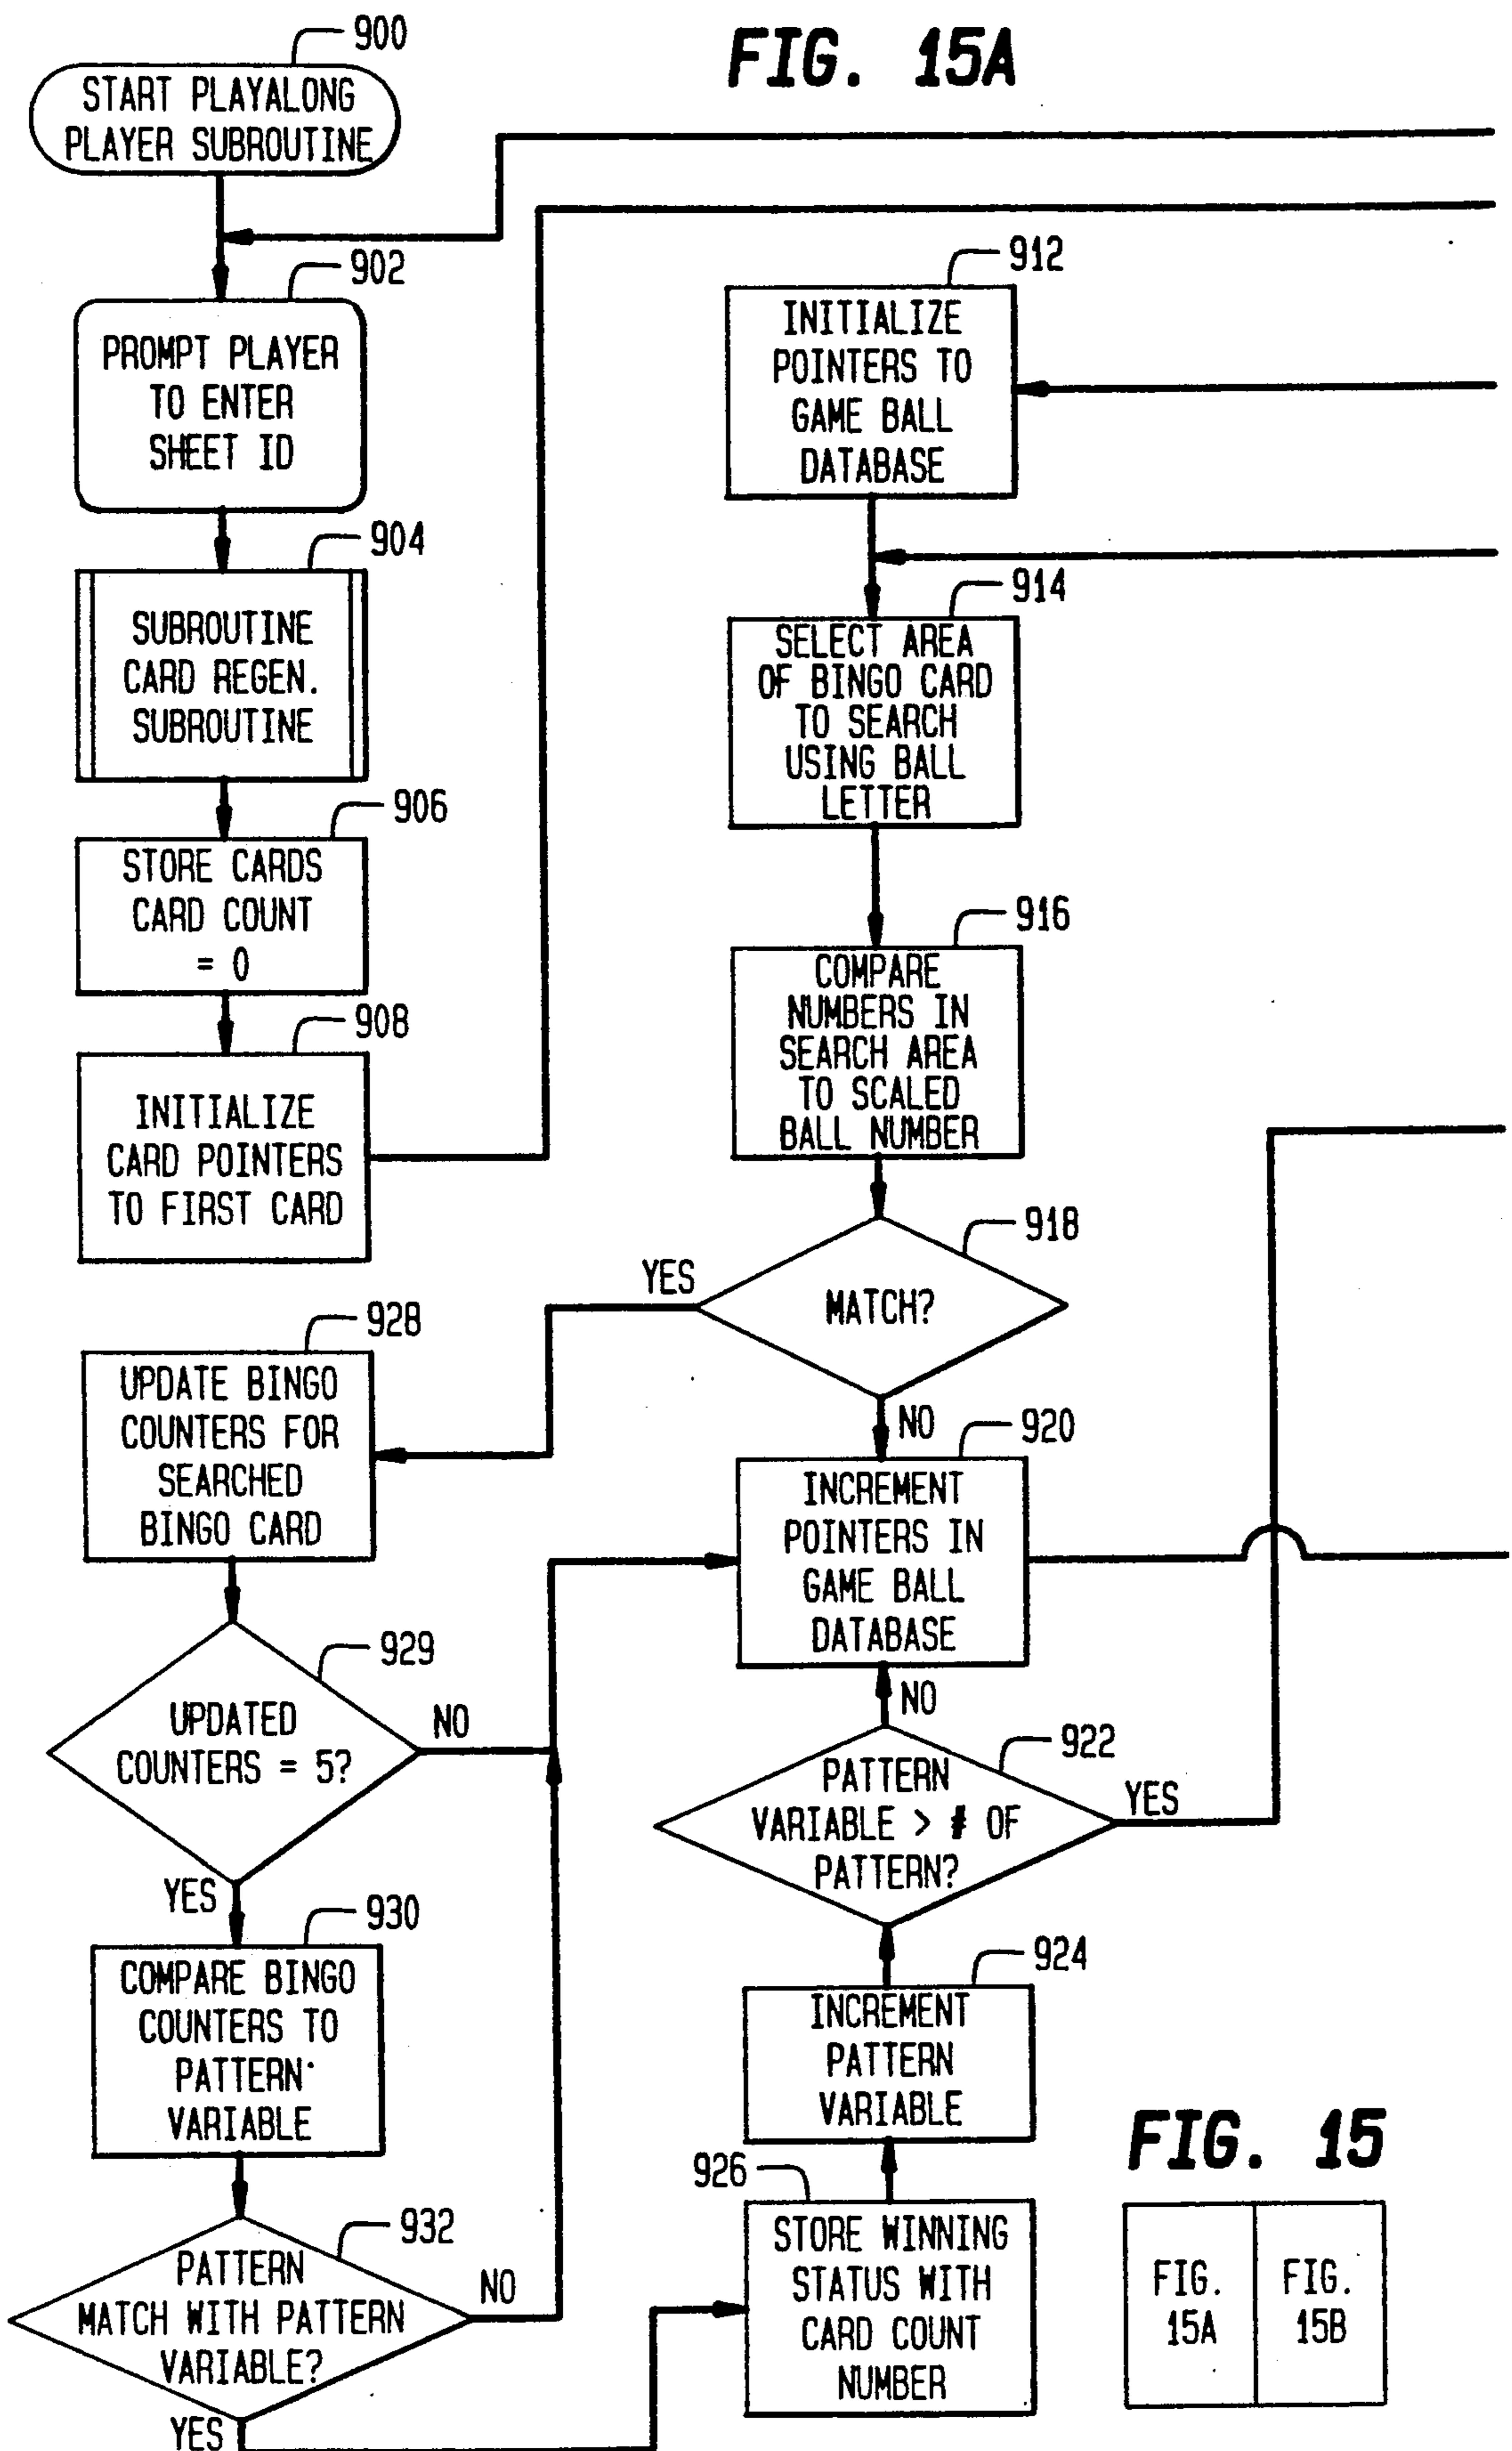 FIG. 15A
900
START PLAYALONG
PLAYER SUBROUTINE
902
PROMPT PLAYER
TO ENTER
SHEET ID
904
SUBROUTINE
CARD REGEN.
SUBROUTINE
906
STORE CARDS
CARD COUNT
= 0
908
INITIALIZE
CARD POINTERS
TO FIRST CARD
912
INITIALIZE
POINTERS TO
GAME BALL
DATABASE
914
SELECT AREA
OF BINGO CARD
TO SEARCH
USING BALL
LETTER
916
COMPARE
NUMBERS IN
SEARCH AREA
TO SCALED
BALL NUMBER
918
MATCH?
YES
NO
928
UPDATE BINGO
COUNTERS FOR
SEARCHED
BINGO CARD
920
INCREMENT
POINTERS IN
GAME BALL
DATABASE
929
UPDATED
COUNTERS = 5?
NO
YES
NO
922
PATTERN
VARIABLE > # OF
PATTERN?
YES
930
COMPARE BINGO
COUNTERS TO
PATTERN
VARIABLE
924
INCREMENT
PATTERN
VARIABLE
932
PATTERN
MATCH WITH PATTERN
VARIABLE?
NO
YES
926
STORE WINNING
STATUS WITH
CARD COUNT
NUMBER
FIG. 15
FIG.
15A
FIG.
15B